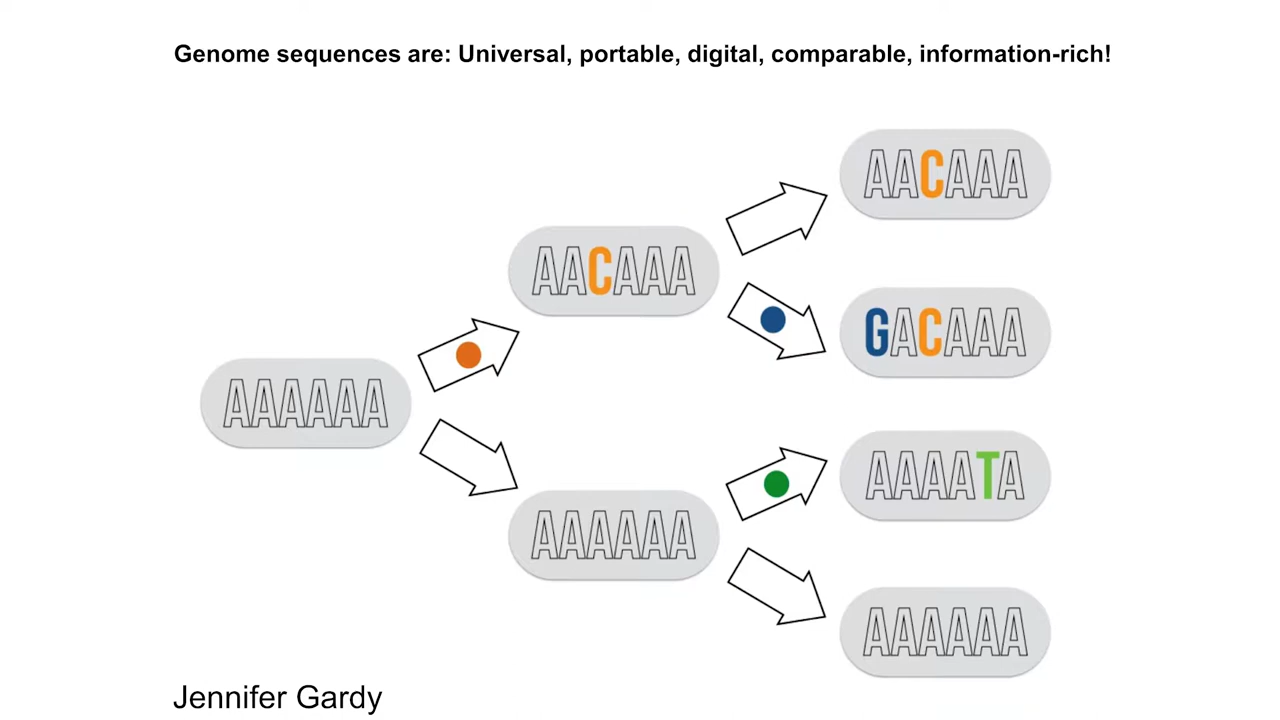 Genome sequences are: Universal, portable, digital, comparable, information-rich!
AACAAA
AACAAA
GACAAA
AAAAAA
AAAATA
AAAAAA
AAAAAA
Jennifer Gardy